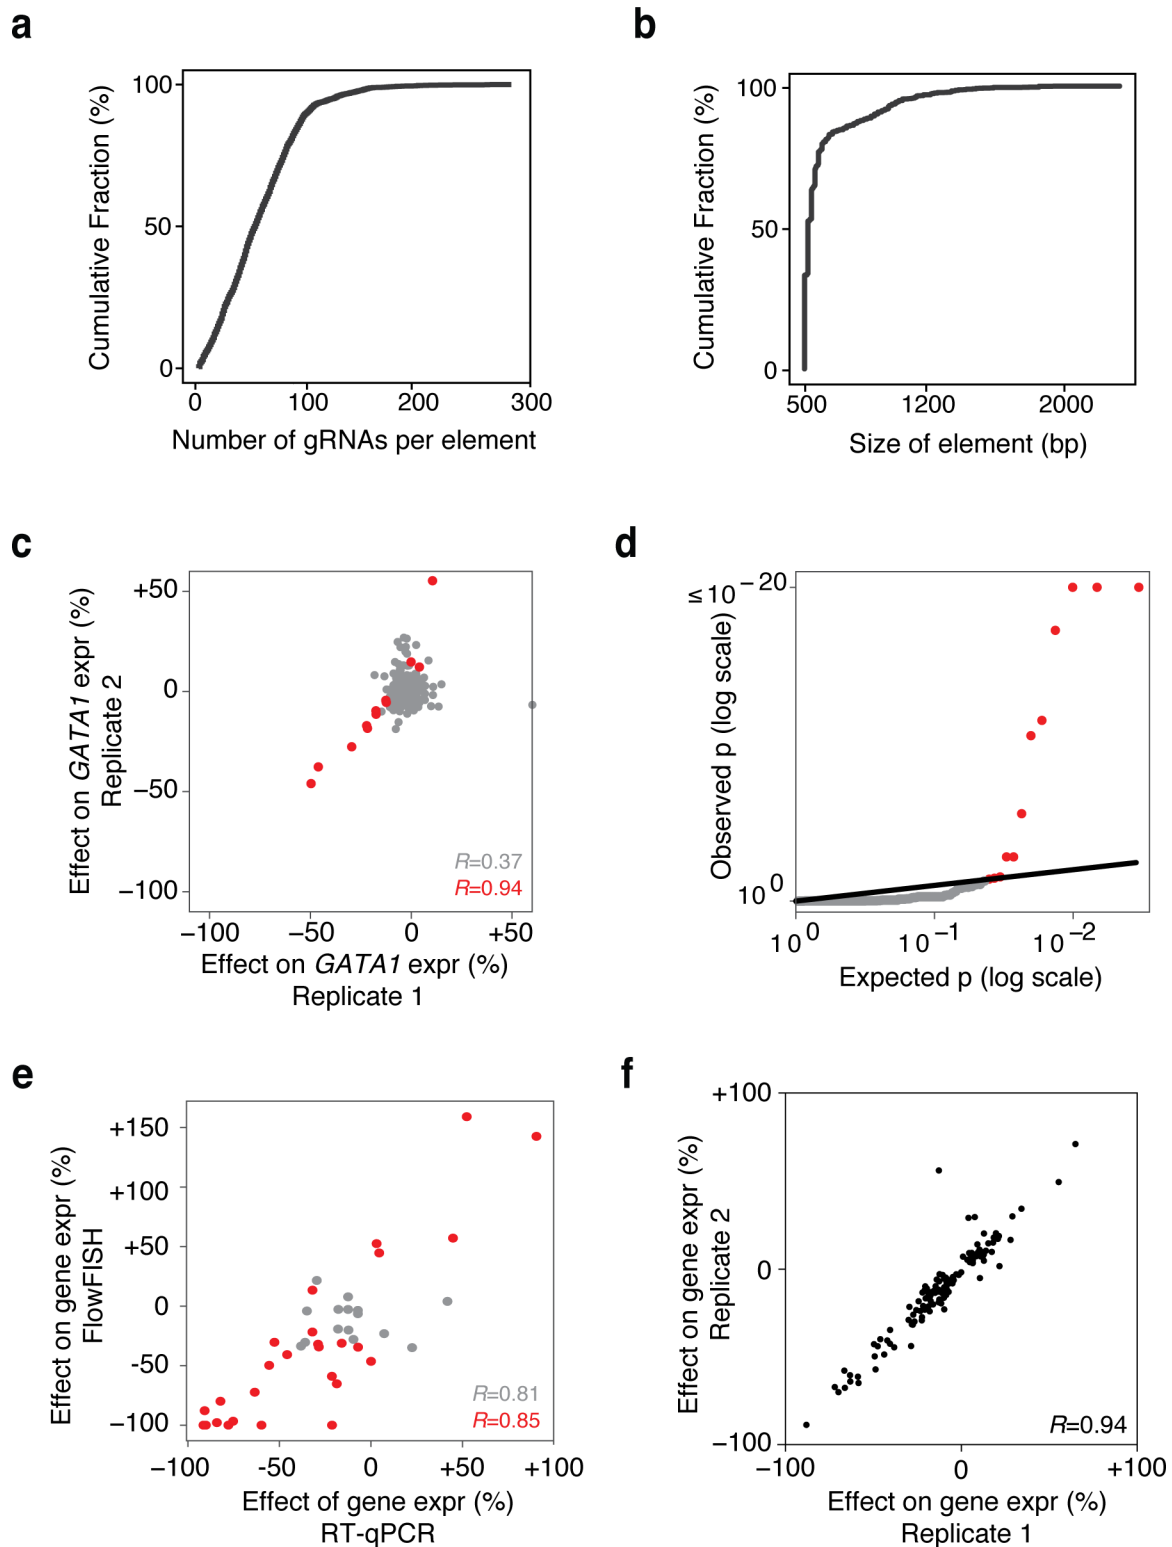 a
Cumulative Fraction (%)
100
50
0
0 100 200 300
Number of gRNAs per element
b
Cumulative Fraction (%)
100
50
0
500 1200 2000
Size of element (bp)
c
Effect on GATA1 expr (%)
Replicate 2
+50
0
−50
−100
R=0.37
R=0.94
−100 −50 0 +50
Effect on GATA1 expr (%)
Replicate 1
d
Observed p (log scale)
≤10−20
10 0
10 0 10−1 10−2
Expected p (log scale)
e
Effect on gene expr (%)
FlowFISH
+150
+100
+50
0
-50
−100
R=0.81
R=0.85
−100 -50 0 +50 +100
Effect of gene expr (%)
RT-qPCR
f
Effect on gene expr (%)
Replicate 2
+100
0
−100
R=0.94
−100 0 +100
Effect on gene expr (%)
Replicate 1